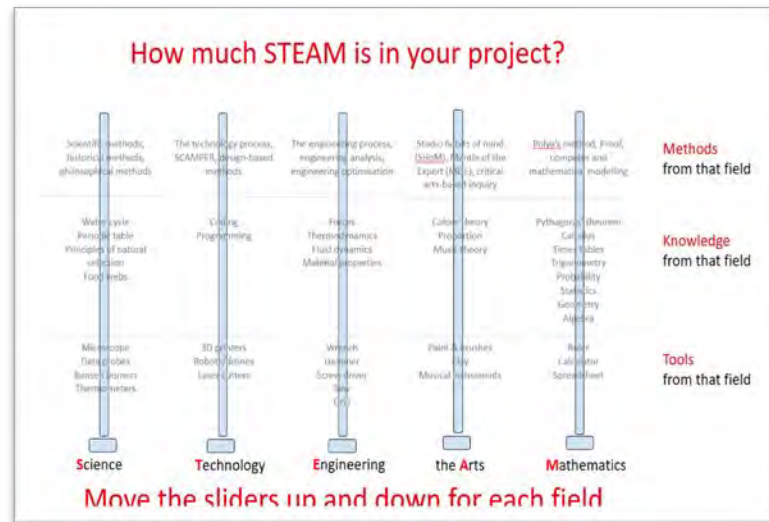 How much STEAM is in your project?
Scientific methods,
historical methods,
philosophical methods
The technology process,
SCAMPER, design-based
methods
The engineering process,
engineering analysis,
engineering optimisation
Studio habits of mind
(SHoM), Mantle of the
Expert (MoE), critical
arts-based inquiry
Polya's method, Proof,
computer and
mathematical modelling
Methods
from that field
Water cycle
Periodic table
Principles of natural
selection
Food webs
Coding
Programming
Forces
Thermodynamics
Fluid dynamics
Material properties
Colour theory
Proportion
Music theory
Pythagoras' theorem
Calculus
Times tables
Trigonometry
Probability
Statistics
Geometry
Algebra
Knowledge
from that field
Microscope
Data probes
Bunsen burners
Thermometers
3D printers
Robots/drones
Laser cutters
Wrench
Hammer
Screw driver
Saw
Paint & brushes
Clay
Musical instruments
Ruler
Calculator
Spreadsheet
Tools
from that field
Science
Technology
Engineering
the Arts
Mathematics
Move the sliders up and down for each field